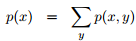 p(x) = ∑_y p(x, y)